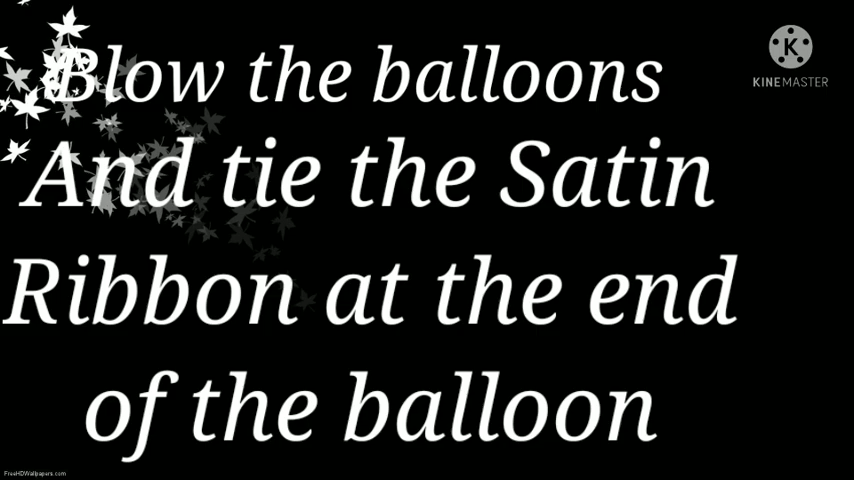 Blow the balloons
And tie the Satin
Ribbon at the end
of the balloon
K
KINEMASTER
FreeHDWallpapers.com